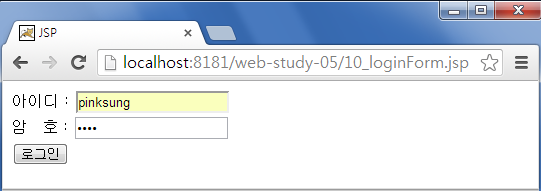 JSP
localhost:8181/web-study-05/10_loginForm.jsp
아이디 : pinksung
암 호 : ••••
로그인